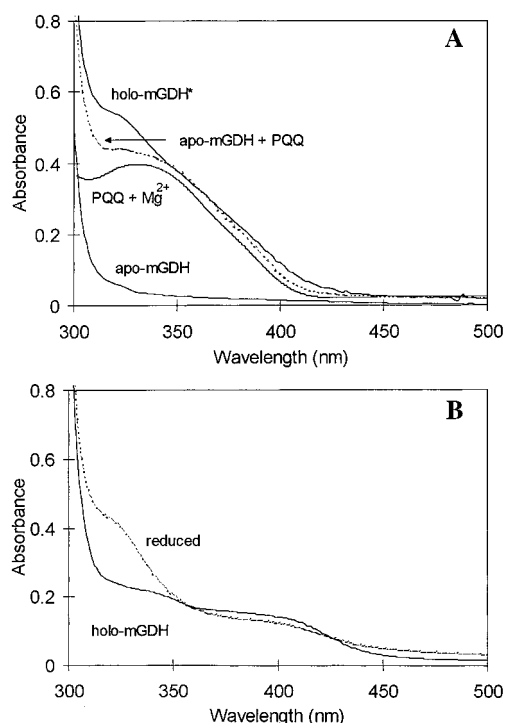 A
0.8
0.6
0.4
0.2
0
Absorbance
holo-mGDH*
apo-mGDH + PQQ
PQQ + Mg2+
apo-mGDH
300 350 400 450 500
Wavelength (nm)
B
0.8
0.6
0.4
0.2
0
Absorbance
reduced
holo-mGDH
300 350 400 450 500
Wavelength (nm)